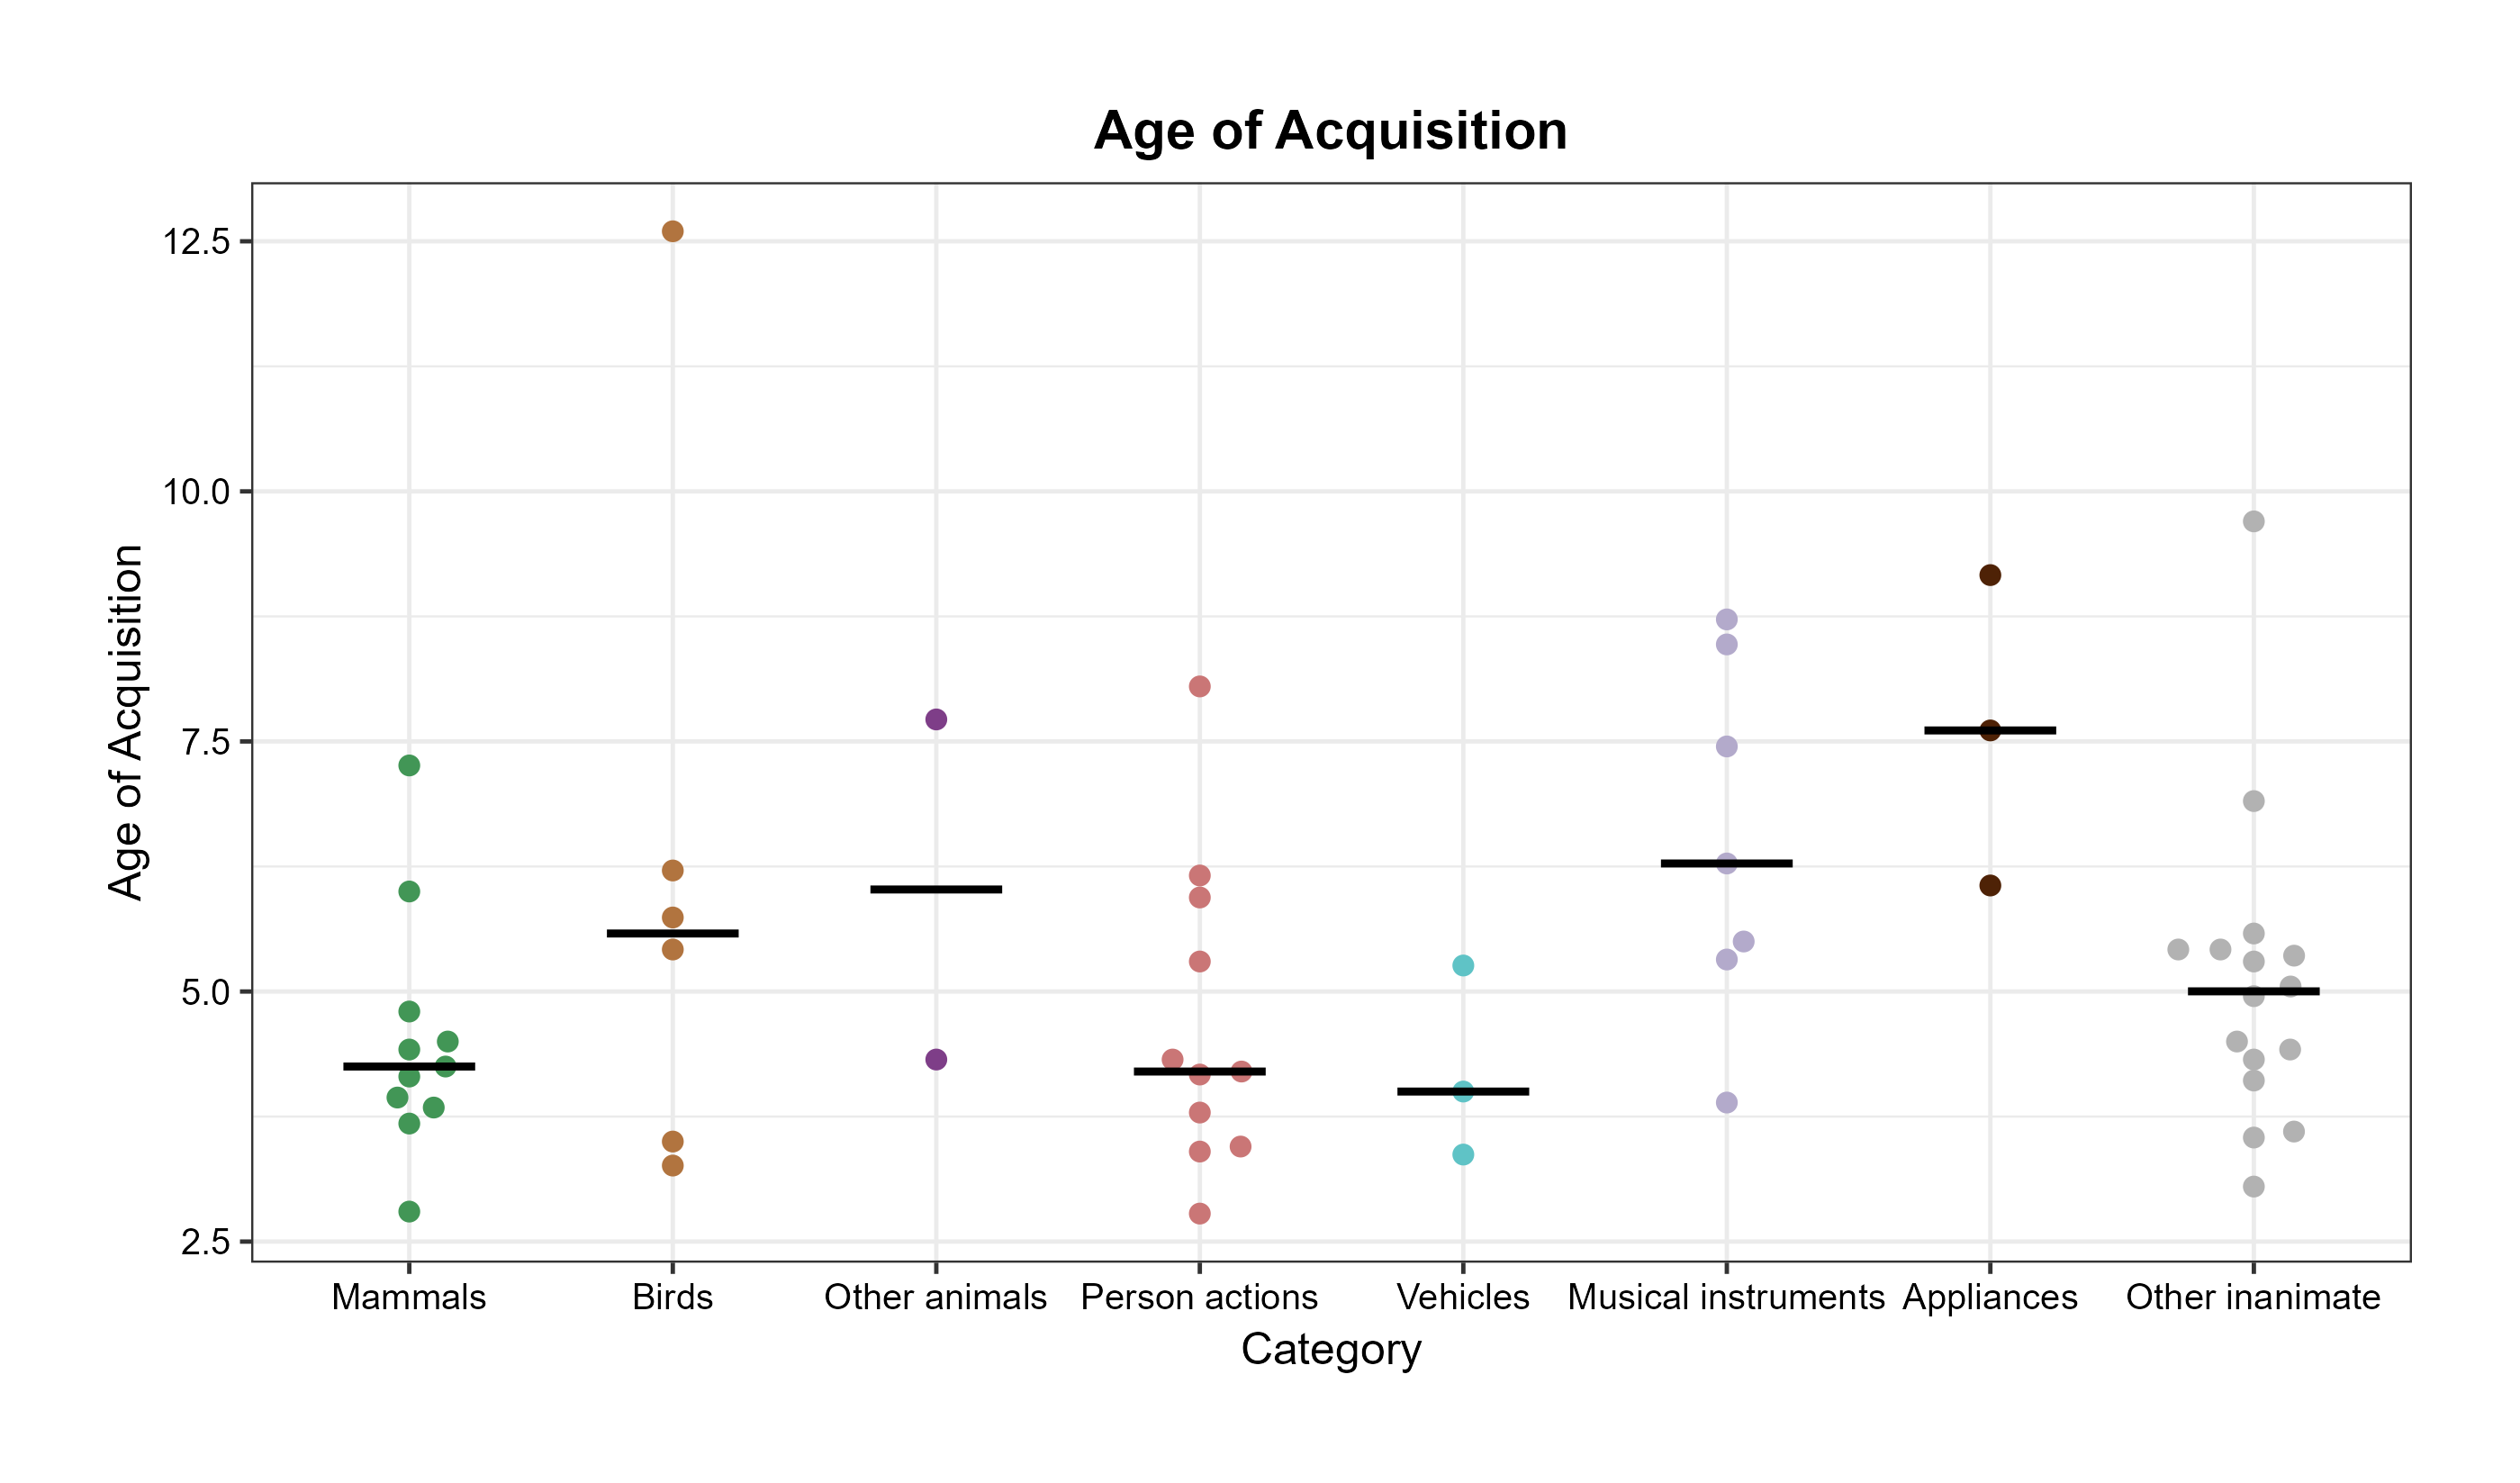 Age of Acquisition
Age of Acquisition
12.5
10.0
7.5
5.0
2.5
Mammals Birds Other animals Person actions Vehicles Musical instruments Appliances Other inanimate
Category